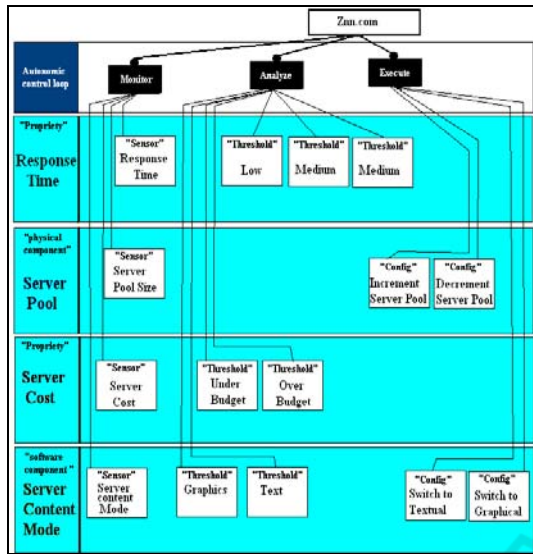 Znn.com
Autonomic
control loop
Monitor
Analyze
Execute
"Propriety"
Response
Time
"Sensor"
Response
Time
"Threshold"
Low
"Threshold"
Medium
"Threshold"
Medium
"physical
component"
Server
Pool
"Sensor"
Server
Pool Size
"Config"
Increment
Server Pool
"Config"
Decrement
Server Pool
"Propriety"
Server
Cost
"Sensor"
Server
Cost
"Threshold"
Under
Budget
"Threshold"
Over
Budget
"software
component"
Server
Content
Mode
"Sensor"
Server
content
Mode
"Threshold"
Graphics
"Threshold"
Text
"Config"
Switch to
Textual
"Config"
Switch to
Graphical